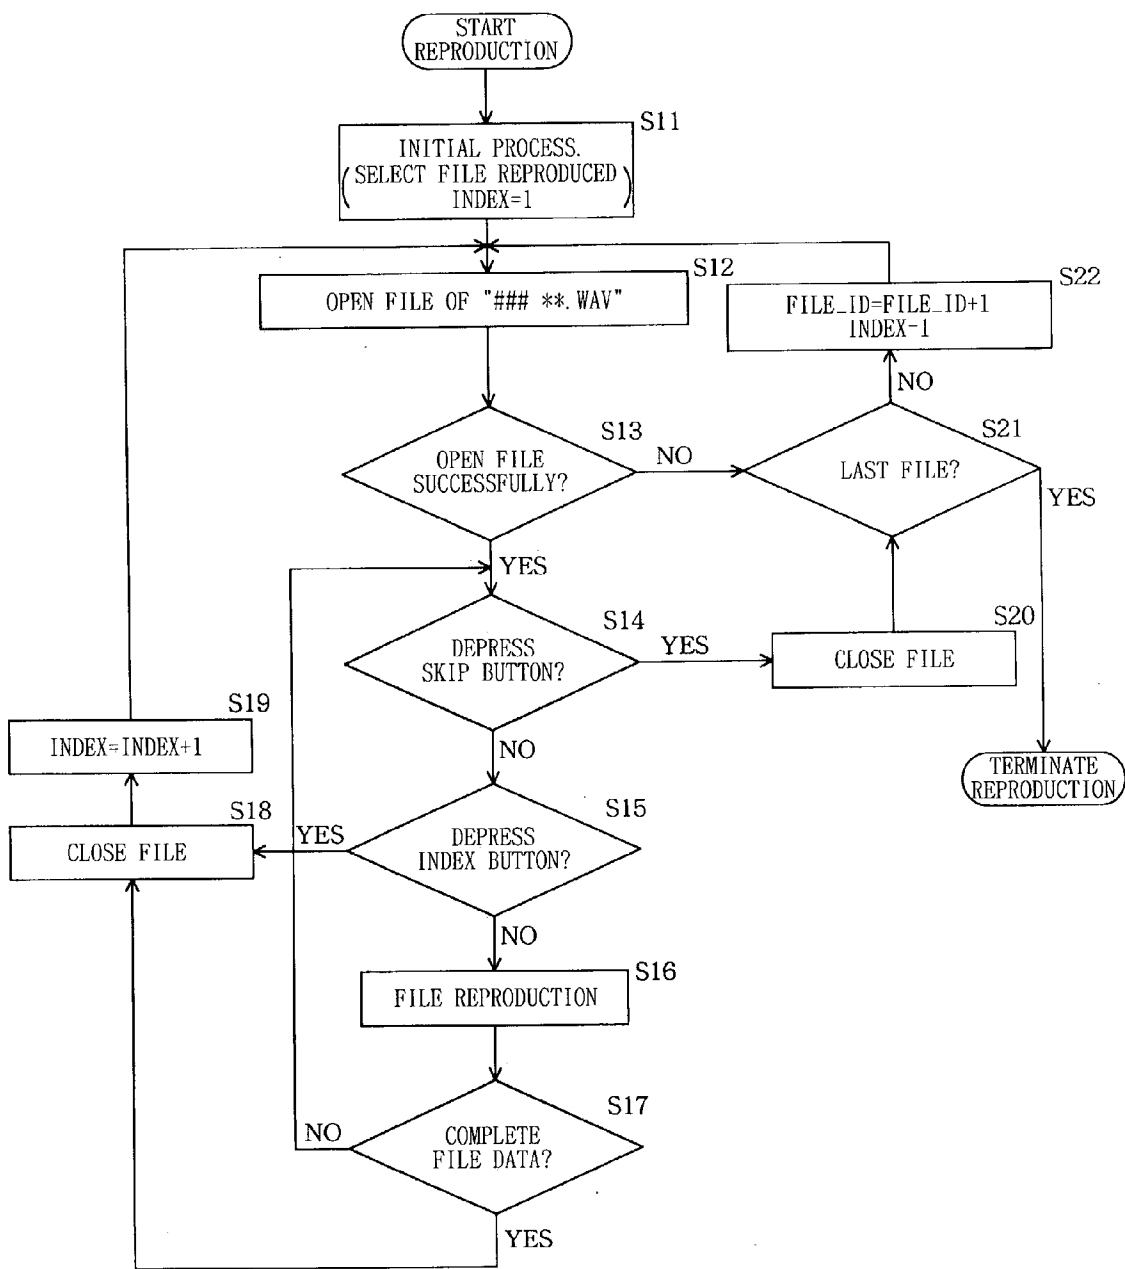 START
REPRODUCTION
S11
INITIAL PROCESS.
(SELECT FILE REPRODUCED
INDEX=1)
S12
OPEN FILE OF "### **.WAV"
S22
FILE_ID=FILE_ID+1
INDEX-1
NO
S13
OPEN FILE
SUCCESSFULLY?
NO
S21
LAST FILE?
YES
YES
S14
DEPRESS
SKIP BUTTON?
YES
S20
CLOSE FILE
S19
INDEX=INDEX+1
NO
TERMINATE
REPRODUCTION
S18
CLOSE FILE
YES
S15
DEPRESS
INDEX BUTTON?
NO
S16
FILE REPRODUCTION
S17
NO
COMPLETE
FILE DATA?
YES